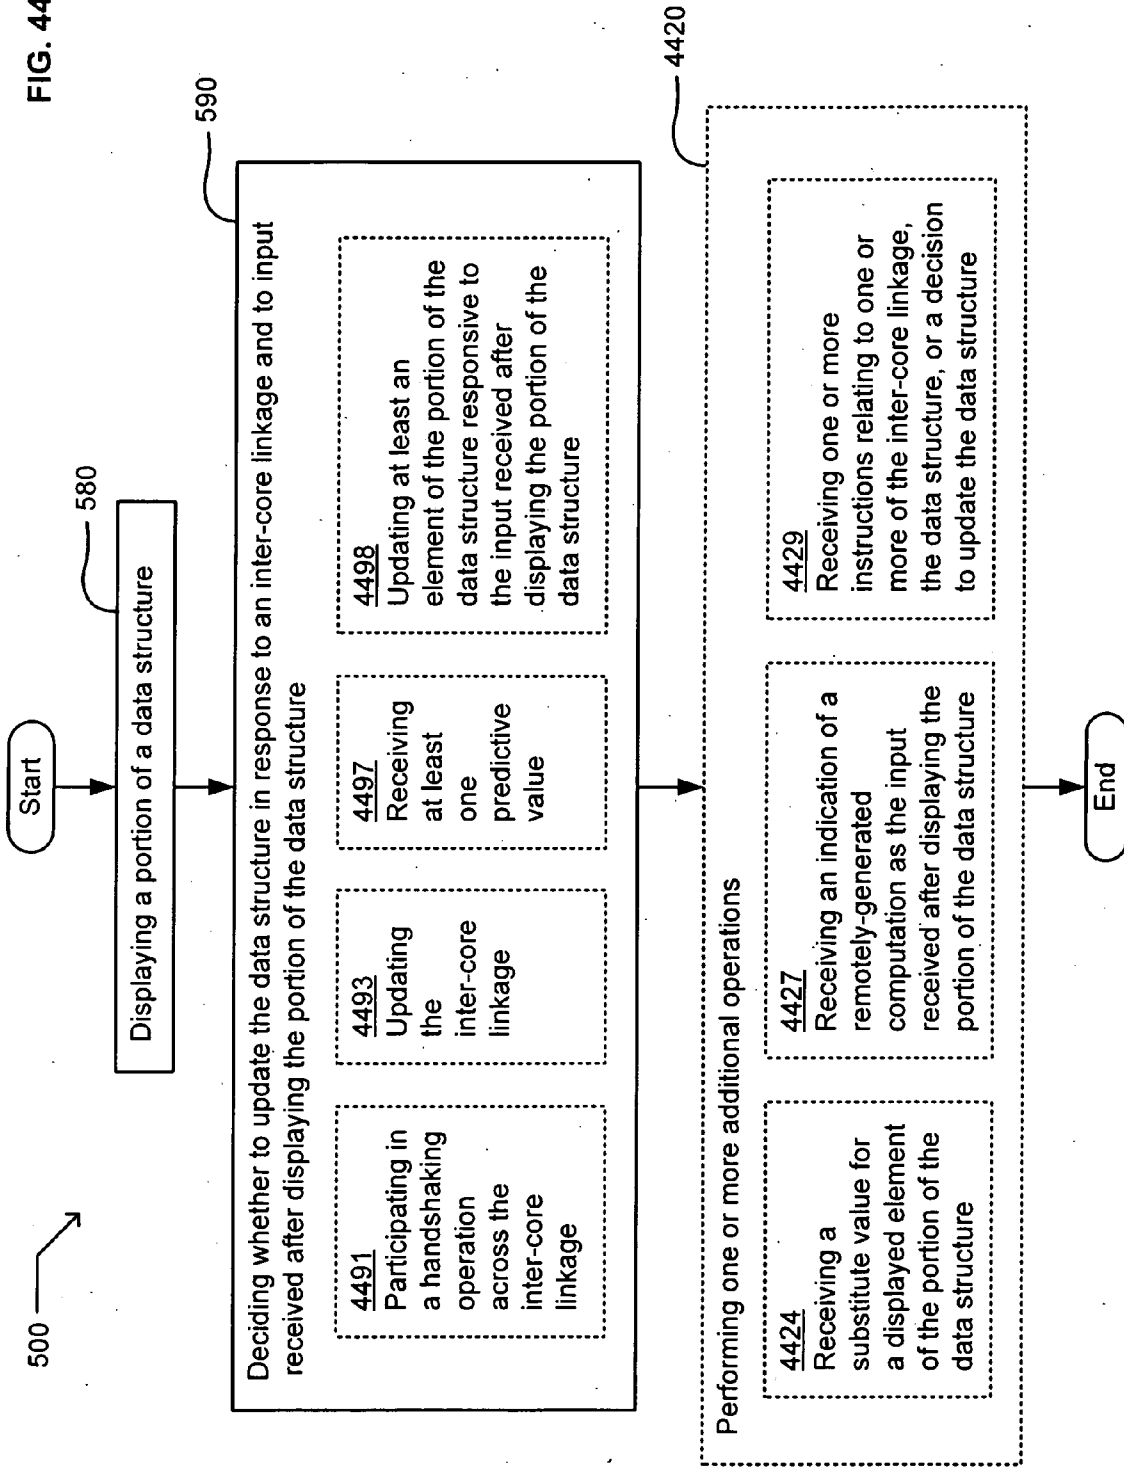 FIG. 44
500
Start
580
Displaying a portion of a data structure
590
Deciding whether to update the data structure in response to an inter-core linkage and to input
received after displaying the portion of the data structure
4491
Participating in
a handshaking
operation
across the
inter-core
linkage
4493
Updating
the
inter-core
linkage
4497
Receiving
at least
one
predictive
value
4498
Updating at least an
element of the portion of the
data structure responsive to
the input received after
displaying the portion of the
data structure
4420
Performing one or more additional operations
4424
Receiving a
substitute value for
a displayed element
of the portion of the
data structure
4427
Receiving an indication of a
remotely-generated
computation as the input
received after displaying the
portion of the data structure
4429
Receiving one or more
instructions relating to one or
more of the inter-core linkage,
the data structure, or a decision
to update the data structure
End